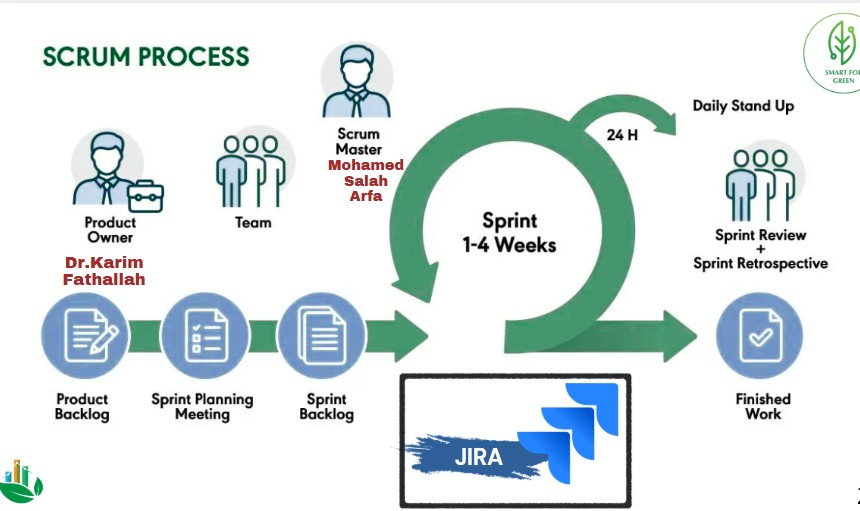 SCRUM PROCESS
SMART FOR
GREEN
Scrum
Master
Mohamed
Salah
Arfa
Product
Owner
Dr.Karim
Fathallah
Team
Sprint
1-4 Weeks
24 H
Daily Stand Up
Sprint Review
+
Sprint Retrospective
Product
Backlog
Sprint Planning
Meeting
Sprint
Backlog
Finished
Work
JIRA